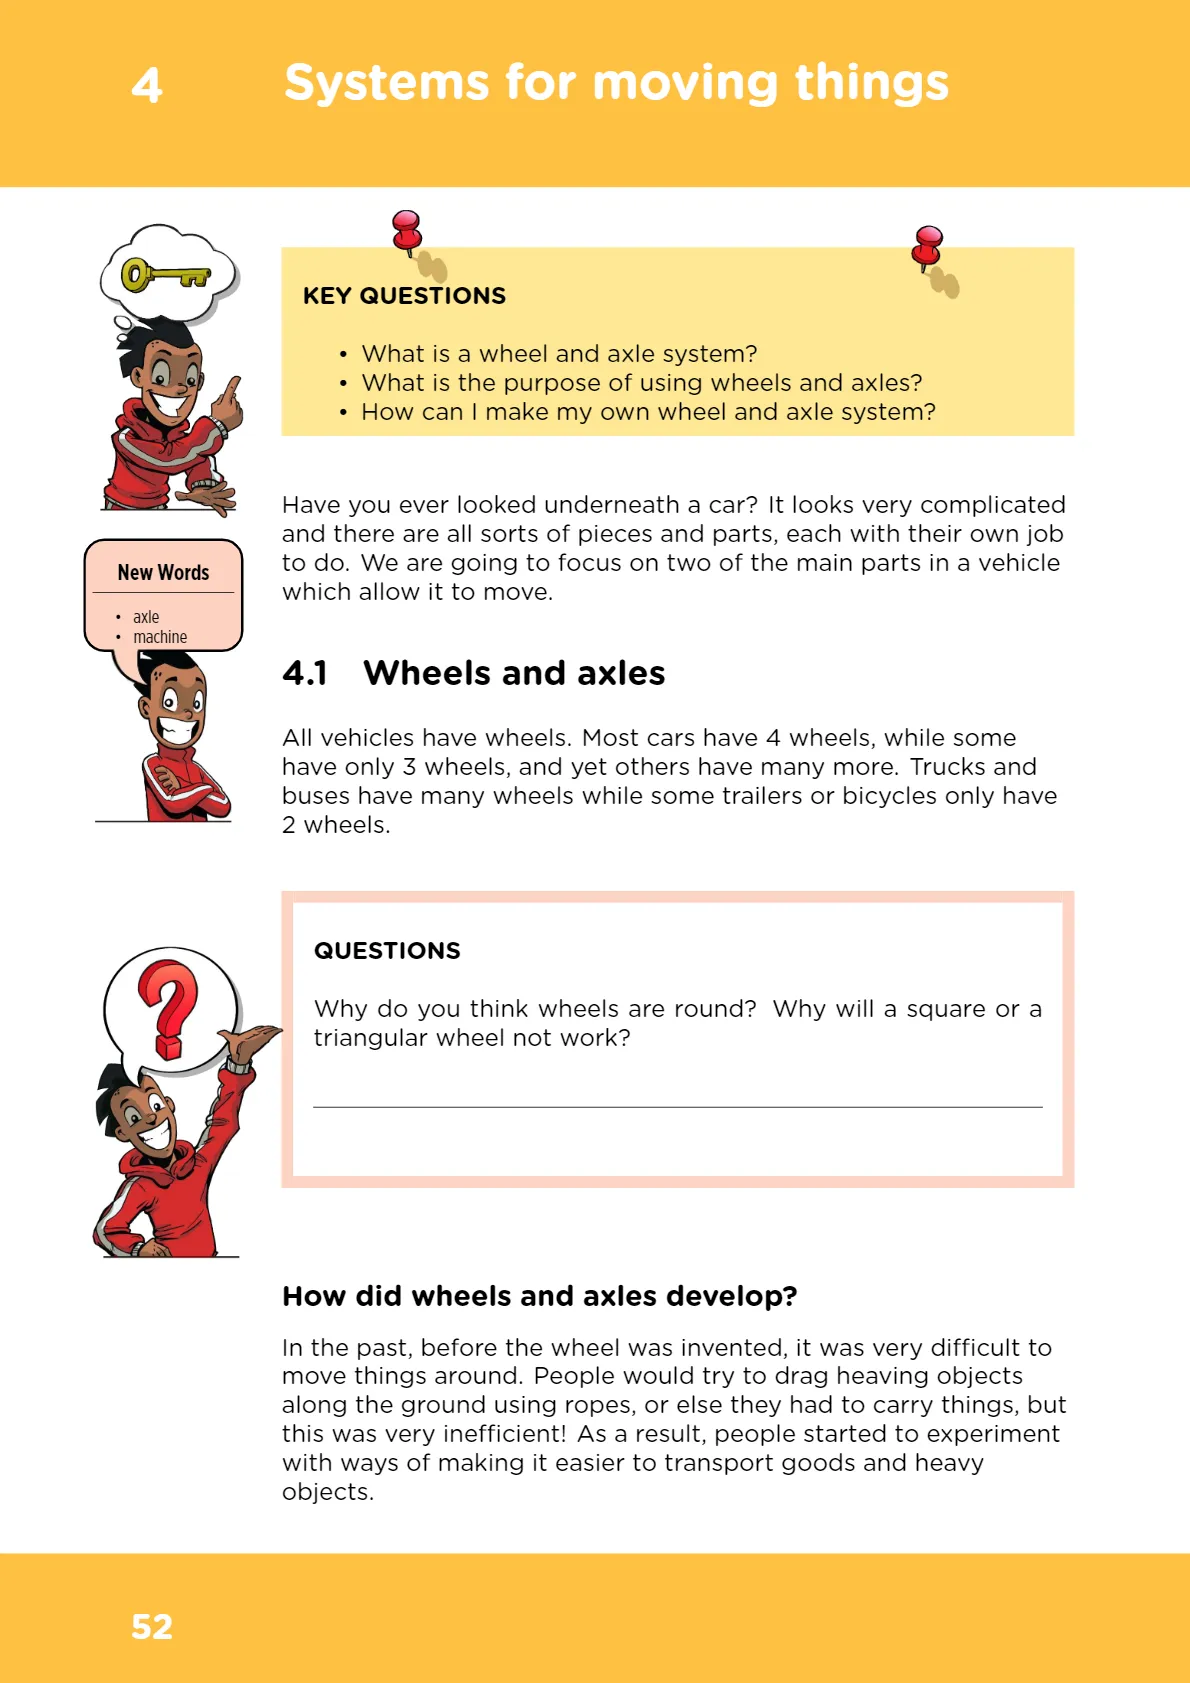 4 Systems for moving things
KEY QUESTIONS
• What is a wheel and axle system?
• What is the purpose of using wheels and axles?
• How can I make my own wheel and axle system?
Have you ever looked underneath a car? It looks very complicated
and there are all sorts of pieces and parts, each with their own job
to do. We are going to focus on two of the main parts in a vehicle
which allow it to move.
New Words
• axle
• machine
4.1 Wheels and axles
All vehicles have wheels. Most cars have 4 wheels, while some
have only 3 wheels, and yet others have many more. Trucks and
buses have many wheels while some trailers or bicycles only have
2 wheels.
QUESTIONS
Why do you think wheels are round? Why will a square or a
triangular wheel not work?
?
How did wheels and axles develop?
In the past, before the wheel was invented, it was very difficult to
move things around. People would try to drag heaving objects
along the ground using ropes, or else they had to carry things, but
this was very inefficient! As a result, people started to experiment
with ways of making it easier to transport goods and heavy
objects.
52